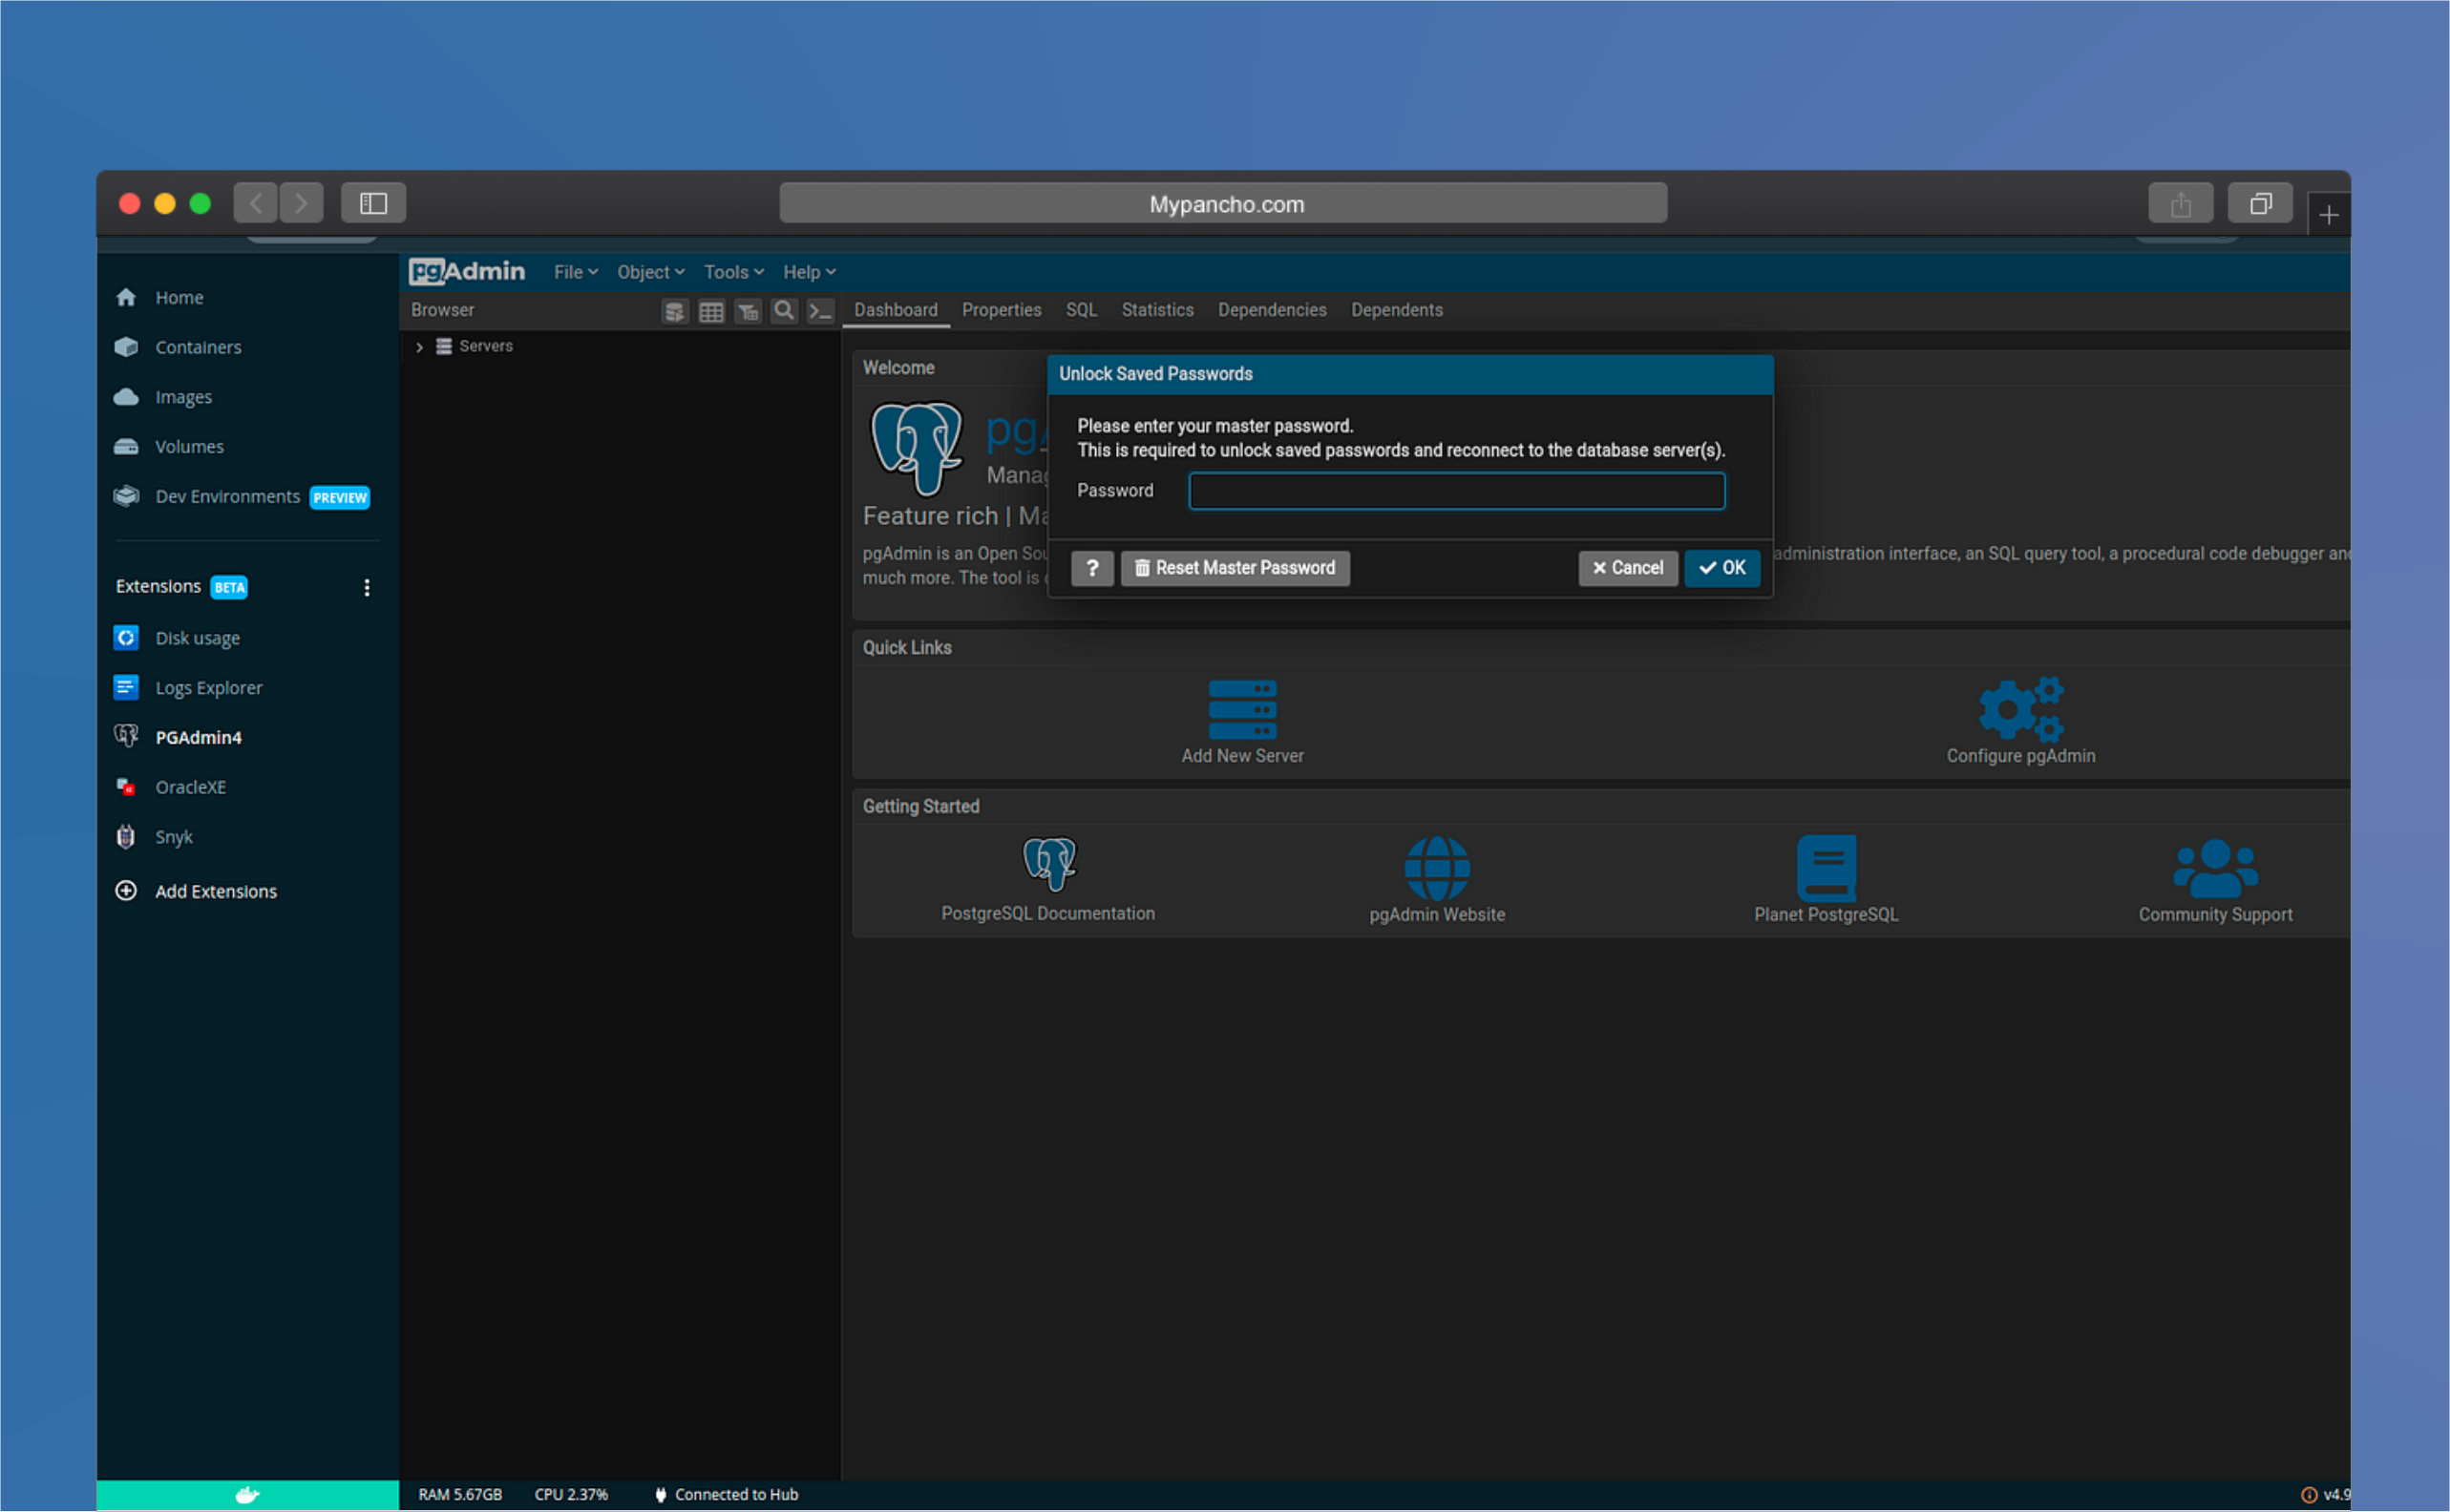 Mypancho.com
Home
Containers
Images
Volumes
Dev Environments PREVIEW
Extensions BETA
Disk usage
Logs Explorer
PGAdmin4
OracleXE
Snyk
Add Extensions
pgAdmin File Object Tools Help
Browser
Servers
Dashboard Properties SQL Statistics Dependencies Dependents
Welcome
pg
Manag
Feature rich | Ma
pgAdmin is an Open Sou administration interface, an SQL query tool, a procedural code debugger and
much more. The tool is
Unlock Saved Passwords
Please enter your master password.
This is required to unlock saved passwords and reconnect to the database server(s).
Password
? Reset Master Password Cancel OK
Quick Links
Add New Server
Configure pgAdmin
Getting Started
PostgreSQL Documentation
pgAdmin Website
Planet PostgreSQL
Community Support
RAM 5.67GB CPU 2.37% Connected to Hub v4.9